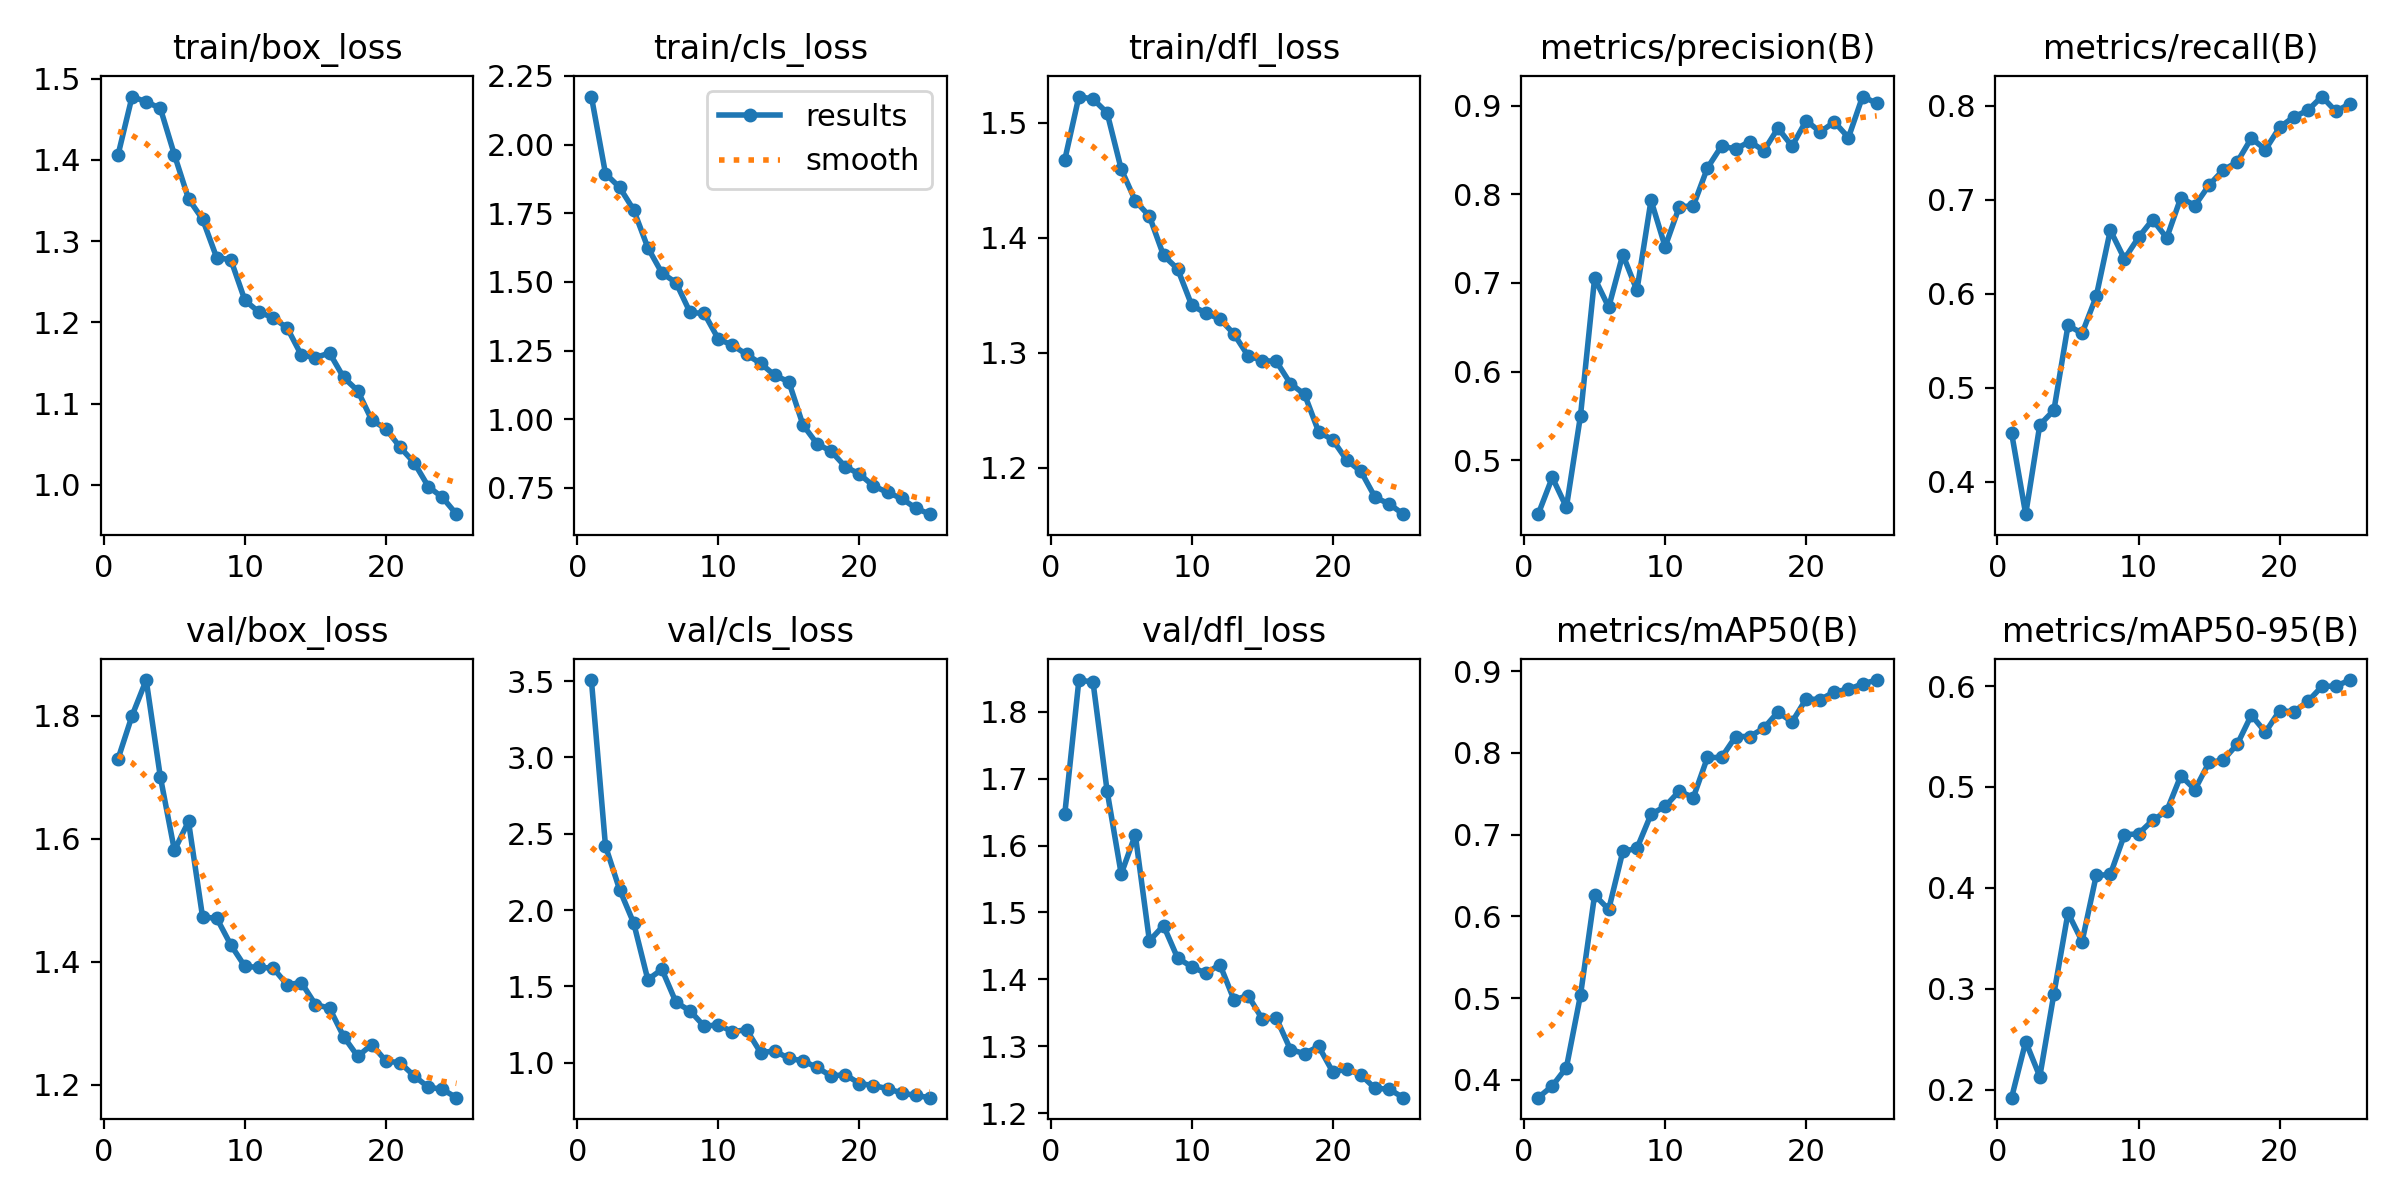 train/box_loss
1.5
1.4
1.3
1.2
1.1
1.0
0 10 20
train/cls_loss
2.25
2.00
1.75
1.50
1.25
1.00
0.75
0 10 20
results
smooth
train/dfl_loss
1.5
1.4
1.3
1.2
0 10 20
metrics/precision(B)
0.9
0.8
0.7
0.6
0.5
0 10 20
metrics/recall(B)
0.8
0.7
0.6
0.5
0.4
0 10 20
val/box_loss
1.8
1.6
1.4
1.2
0 10 20
val/cls_loss
3.5
3.0
2.5
2.0
1.5
1.0
0 10 20
val/dfl_loss
1.8
1.7
1.6
1.5
1.4
1.3
1.2
0 10 20
metrics/mAP50(B)
0.9
0.8
0.7
0.6
0.5
0.4
0 10 20
metrics/mAP50-95(B)
0.6
0.5
0.4
0.3
0.2
0 10 20